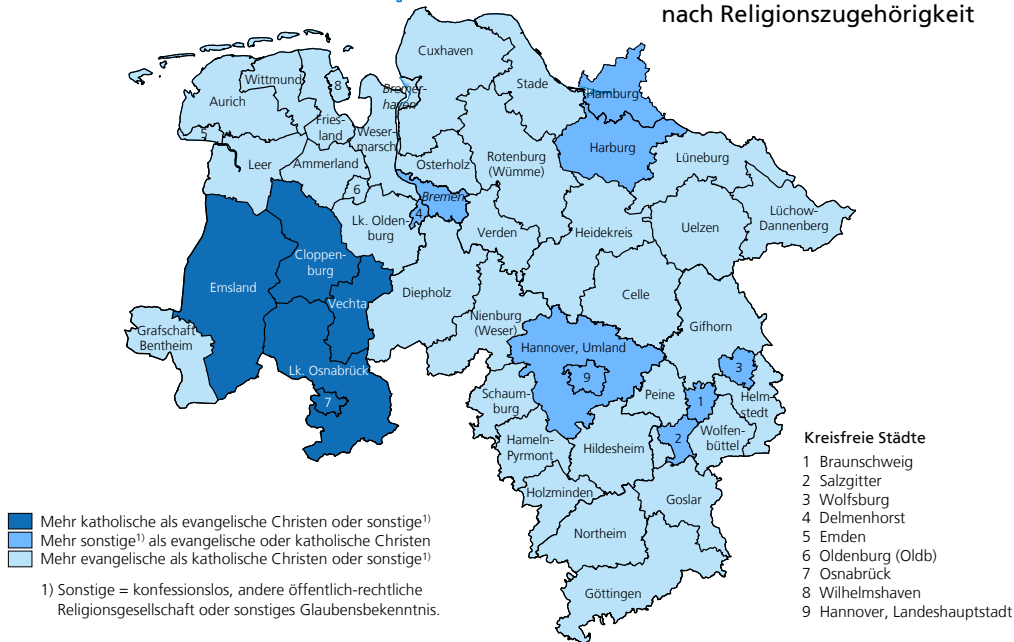 nach Religionszugehörigkeit
Cuxhaven
Wittmund
8
Bremer-
haven
Stade
Hamburg
Aurich
5
Fries-
land
Weser-
marsch
Harburg
Leer
Ammerland
Osterholz
Rotenburg
(Wümme)
Lüneburg
6
Bremen
4
Lk. Olden-
burg
Verden
Heidekreis
Uelzen
Lüchow-
Dannenberg
Cloppen-
burg
Emsland
Vechta
Diepholz
Celle
Nienburg
(Weser)
Gifhorn
Grafschaft
Bentheim
Hannover, Umland
Lk. Osnabrück
9
3
7
Schaum-
burg
Peine
1
Helm-
stedt
2
Wolfen-
büttel
Hameln-
Pyrmont
Hildesheim
Holzminden
Goslar
Northeim
Göttingen
Kreisfreie Städte
1 Braunschweig
2 Salzgitter
3 Wolfsburg
4 Delmenhorst
5 Emden
6 Oldenburg (Oldb)
7 Osnabrück
8 Wilhelmshaven
9 Hannover, Landeshauptstadt
Mehr katholische als evangelische Christen oder sonstige1)
Mehr sonstige1) als evangelische oder katholische Christen
Mehr evangelische als katholische Christen oder sonstige1)
1) Sonstige = konfessionslos, andere öffentlich-rechtliche
Religionsgesellschaft oder sonstiges Glaubensbekenntnis.